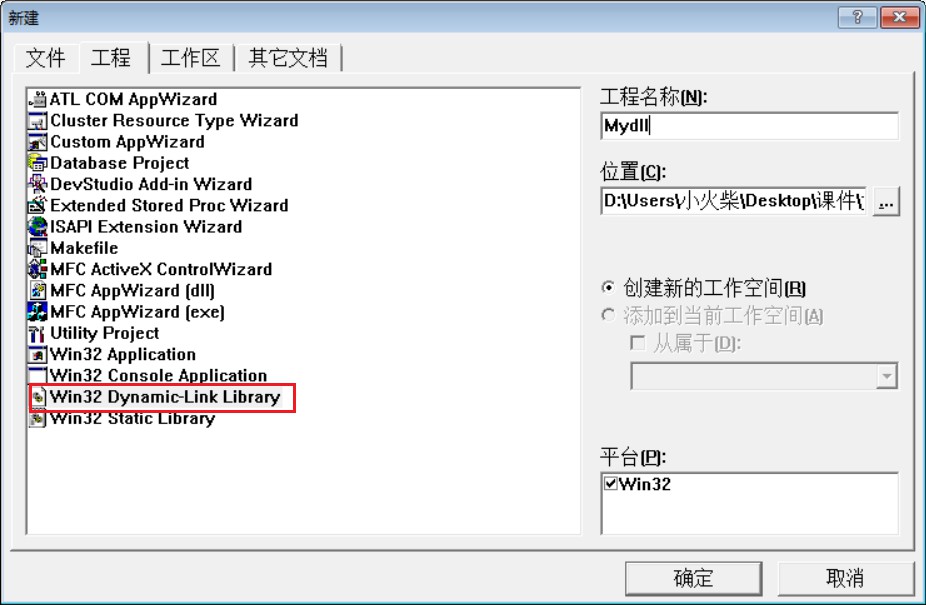 新建
文件 工程 工作区 其它文档
ATL COM AppWizard
Cluster Resource Type Wizard
Custom AppWizard
Database Project
DevStudio Add-in Wizard
Extended Stored Proc Wizard
ISAPI Extension Wizard
Makefile
MFC ActiveX ControlWizard
MFC AppWizard (dll)
MFC AppWizard (exe)
Utility Project
Win32 Application
Win32 Console Application
Win32 Dynamic-Link Library
Win32 Static Library
工程名称(N):
Mydll
位置(C):
D:\Users\小火柴\Desktop\课件\
...
创建新的工作空间(R)
添加到当前工作空间(A)
从属于(D):
平台(P):
Win32
确定 取消